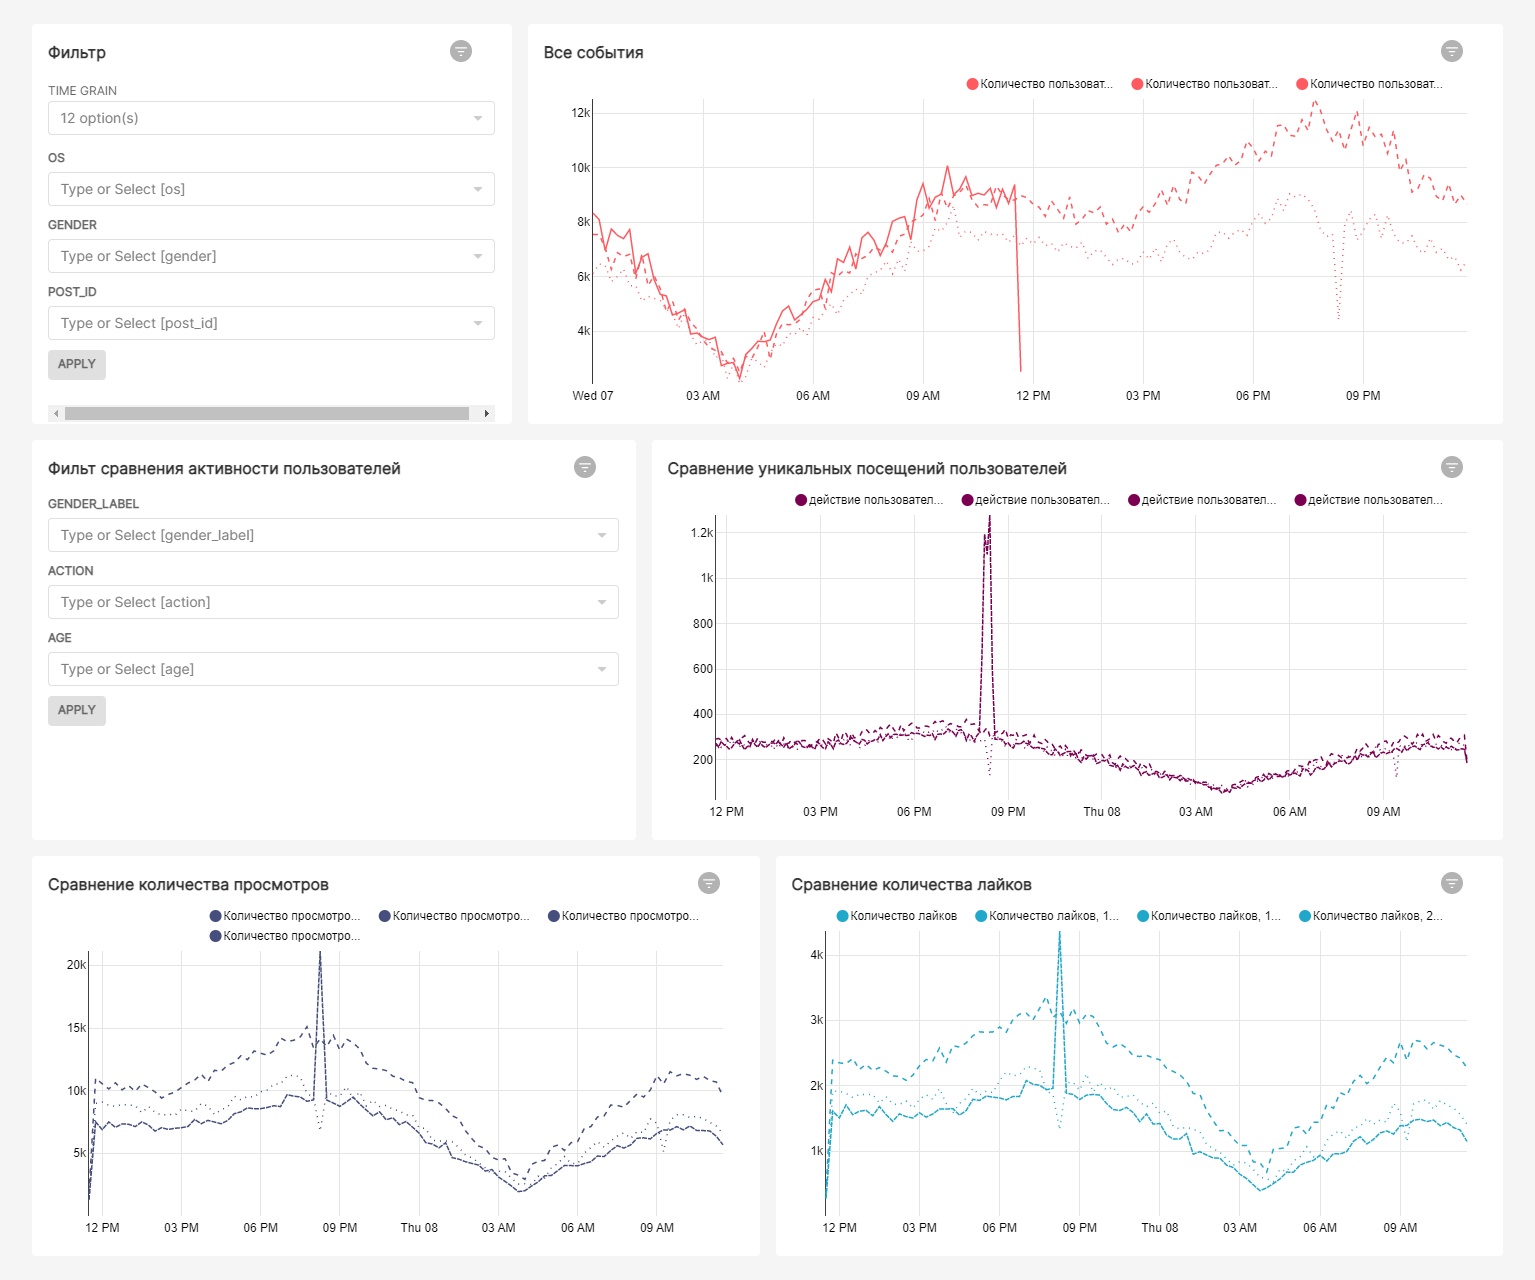 Фильтр
TIME GRAIN
12 option(s)
OS
Type or Select [os]
GENDER
Type or Select [gender]
POST_ID
Type or Select [post_id]
APPLY
Все события
Количество пользоват...
Количество пользоват...
Количество пользоват...
12k
10k
8k
6k
4k
Wed 07
03 AM
06 AM
09 AM
12 PM
03 PM
06 PM
09 PM
Фильт сравнения активности пользователей
GENDER_LABEL
Type or Select [gender_label]
ACTION
Type or Select [action]
AGE
Type or Select [age]
APPLY
Сравнение уникальных посещений пользователей
действие пользовател...
действие пользовател...
действие пользовател...
действие пользовател...
1.2k
1k
800
600
400
200
12 PM
03 PM
06 PM
09 PM
Thu 08
03 AM
06 AM
09 AM
Сравнение количества просмотров
Количество просмотро...
Количество просмотро...
Количество просмотро...
Количество просмотро...
20k
15k
10k
5k
12 PM
03 PM
06 PM
09 PM
Thu 08
03 AM
06 AM
09 AM
Сравнение количества лайков
Количество лайков
Количество лайков, 1...
Количество лайков, 1...
Количество лайков, 2...
4k
3k
2k
1k
12 PM
03 PM
06 PM
09 PM
Thu 08
03 AM
06 AM
09 AM